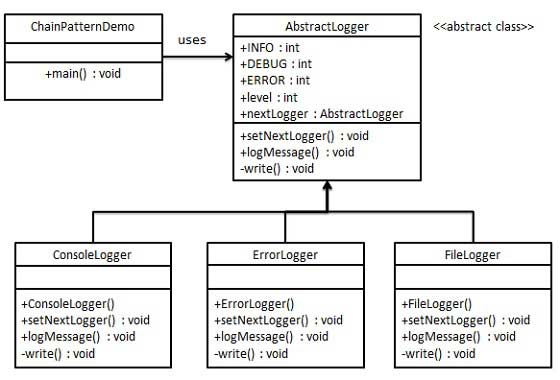 ChainPatternDemo
+main() : void
uses
AbstractLogger
<<abstract class>>
+INFO : int
+DEBUG : int
+ERROR : int
+level : int
+nextLogger : AbstractLogger
+setNextLogger() : void
+logMessage() : void
-write() : void
ConsoleLogger
+ConsoleLogger()
+setNextLogger() : void
+logMessage() : void
-write() : void
ErrorLogger
+ErrorLogger()
+setNextLogger() : void
+logMessage() : void
-write() : void
FileLogger
+FileLogger()
+setNextLogger() : void
+logMessage() : void
-write() : void